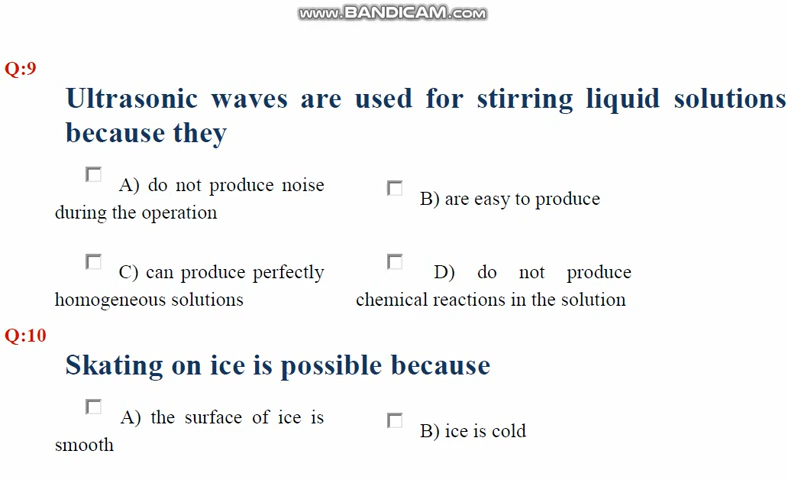 www.BANDICAM.com
Q:9
Ultrasonic waves are used for stirring liquid solutions
because they
A) do not produce noise
during the operation
B) are easy to produce
C) can produce perfectly
homogeneous solutions
D) do not produce
chemical reactions in the solution
Q:10
Skating on ice is possible because
A) the surface of ice is
smooth
B) ice is cold